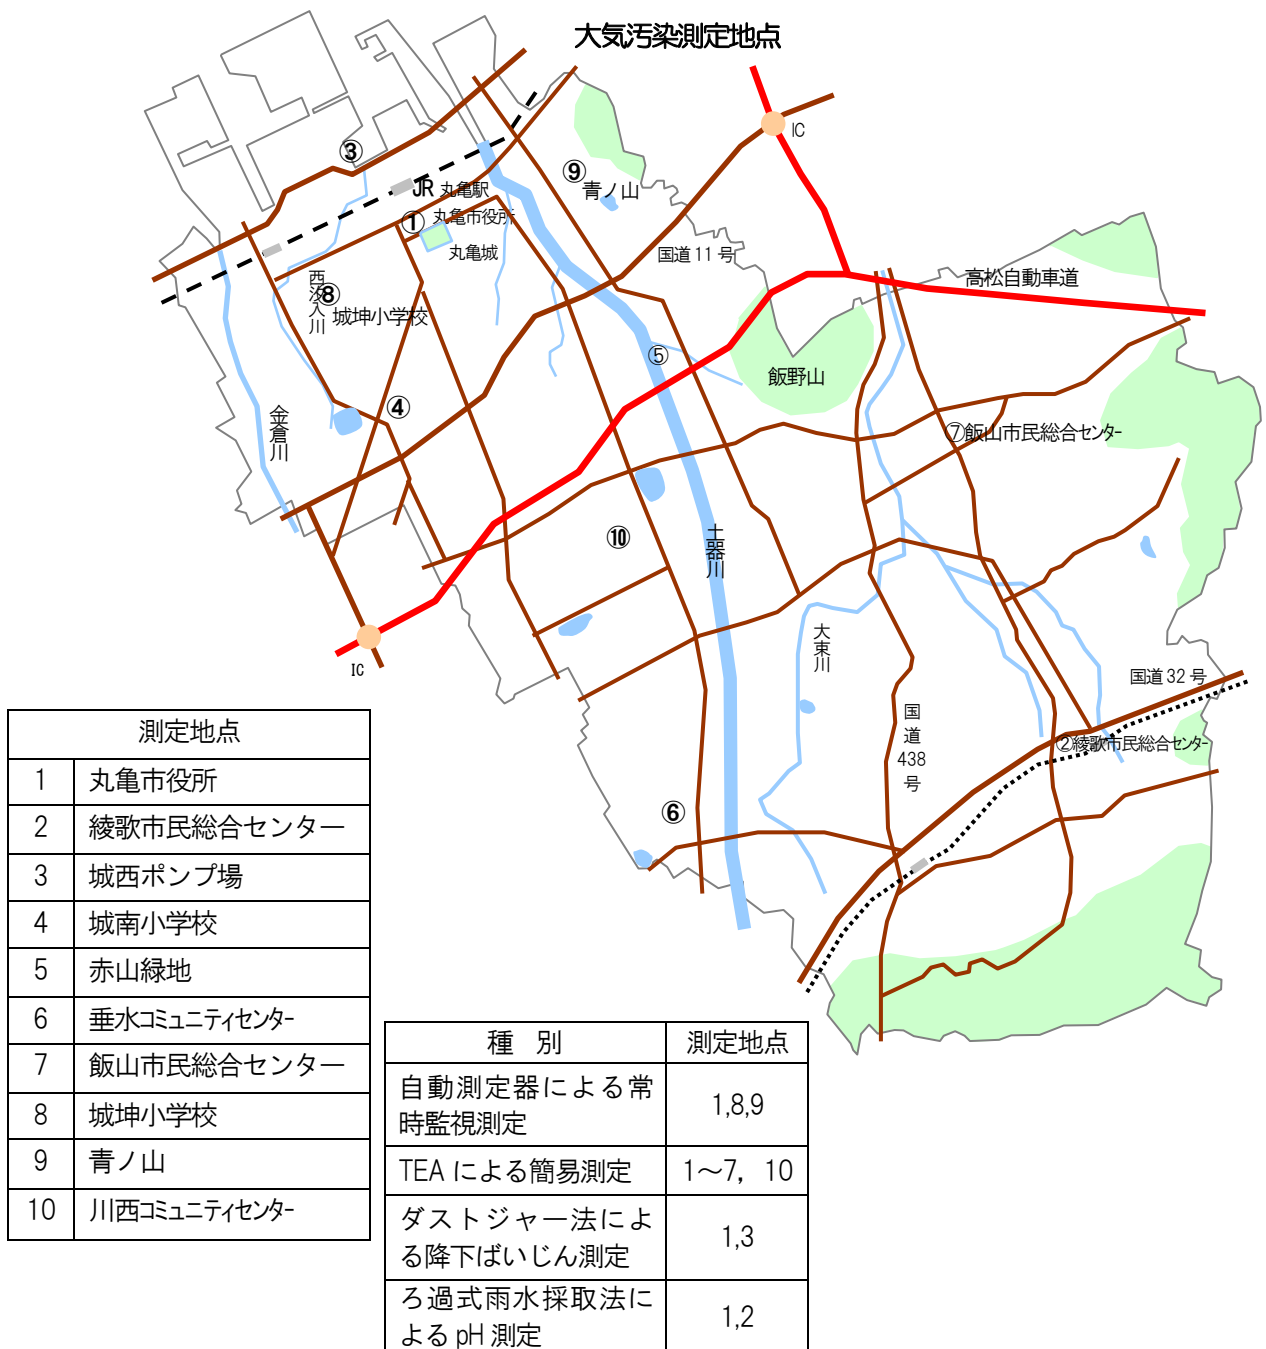 大気汚染測定地点
IC
③
⑨
青ノ山
JR 丸亀駅
① 丸亀市役所
丸亀城
国道 11 号
高松自動車道
西汐入川
⑧
城坤小学校
⑤
飯野山
④
金倉川
⑦飯山市民総合センター
⑩
土器川
大東川
IC
国道 32 号
国道438号
②綾歌市民総合センター
⑥
測定地点
1 丸亀市役所
2 綾歌市民総合センター
3 城西ポンプ場
4 城南小学校
5 赤山緑地
6 垂水コミュニティセンター
7 飯山市民総合センター
8 城坤小学校
9 青ノ山
10 川西コミュニティセンター
種 別 測定地点
自動測定器による常
時監視測定 1,8,9
TEA による簡易測定 1～7, 10
ダストジャー法によ
る降下ばいじん測定 1,3
ろ過式雨水採取法に
よる pH 測定 1,2